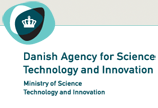 Danish Agency for Science
Technology and Innovation
Ministry of Science
Technology and Innovation